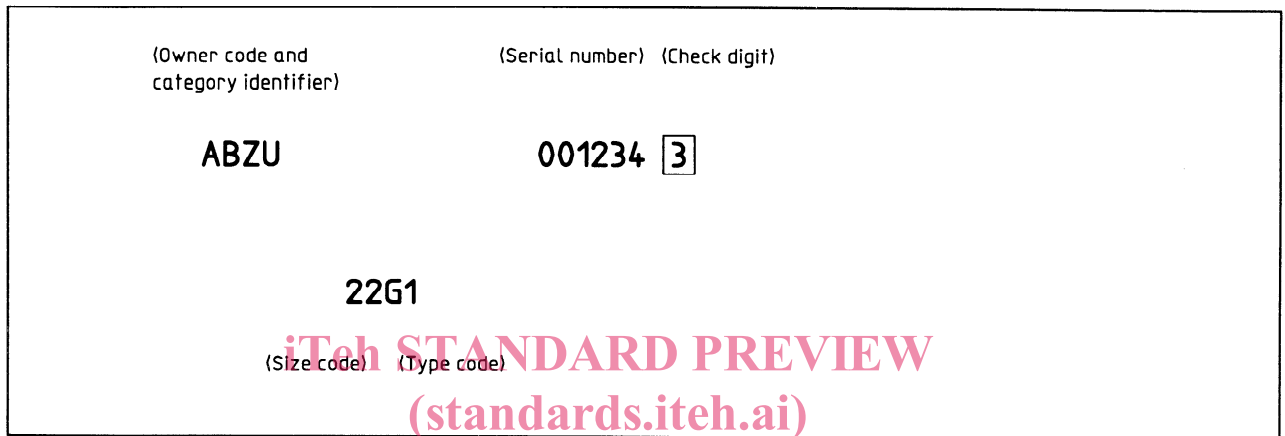 (Owner code and
category identifier)
(Serial number) (Check digit)
ABZU 001234 3
22G1
(Size code) (Type code)
iTeh STANDARD PREVIEW
(standards.iteh.ai)